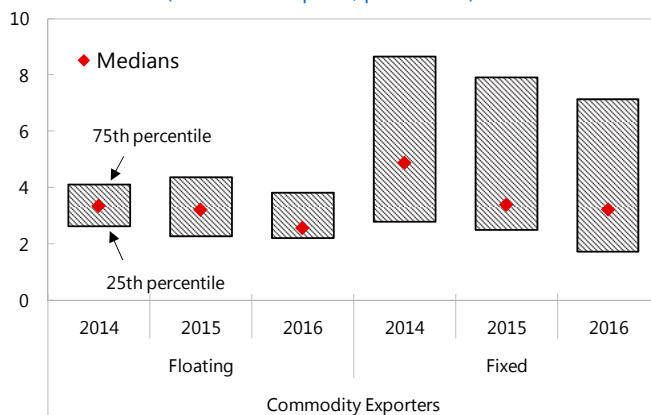 10
Medians
8
75th percentile
6
4
2
25th percentile
0
2014 2015 2016 2014 2015 2016
Floating Fixed
Commodity Exporters